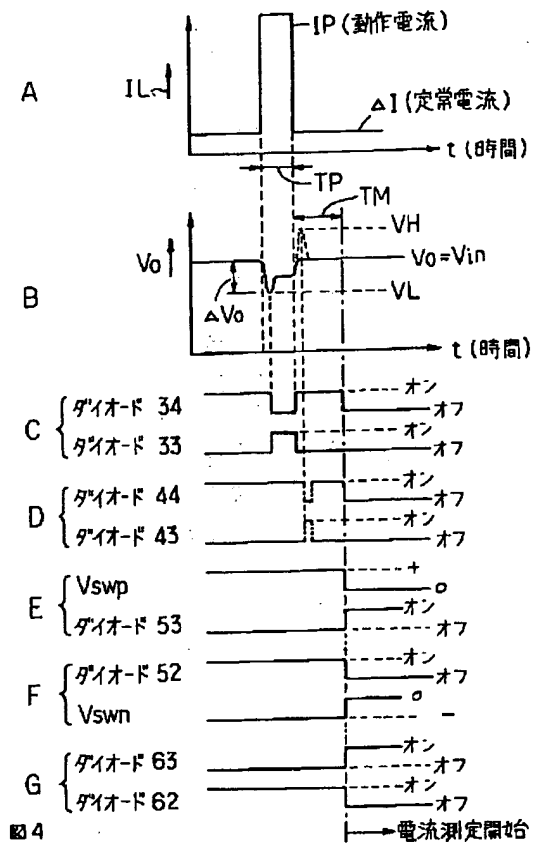 A
IL
IP (動作電流)
ΔI (定常電流)
t (時間)
TP
TM
B
Vo
VH
Vo=Vin
ΔVo
VL
t (時間)
C
ダイオード 34
オン
オフ
ダイオード 33
オン
オフ
D
ダイオード 44
オン
オフ
ダイオード 43
オン
オフ
E
Vswp
+
0
ダイオード 53
オン
オフ
F
ダイオード 52
オン
オフ
Vswn
0
-
G
ダイオード 63
オン
オフ
ダイオード 62
オン
オフ
図4
電流測定開始